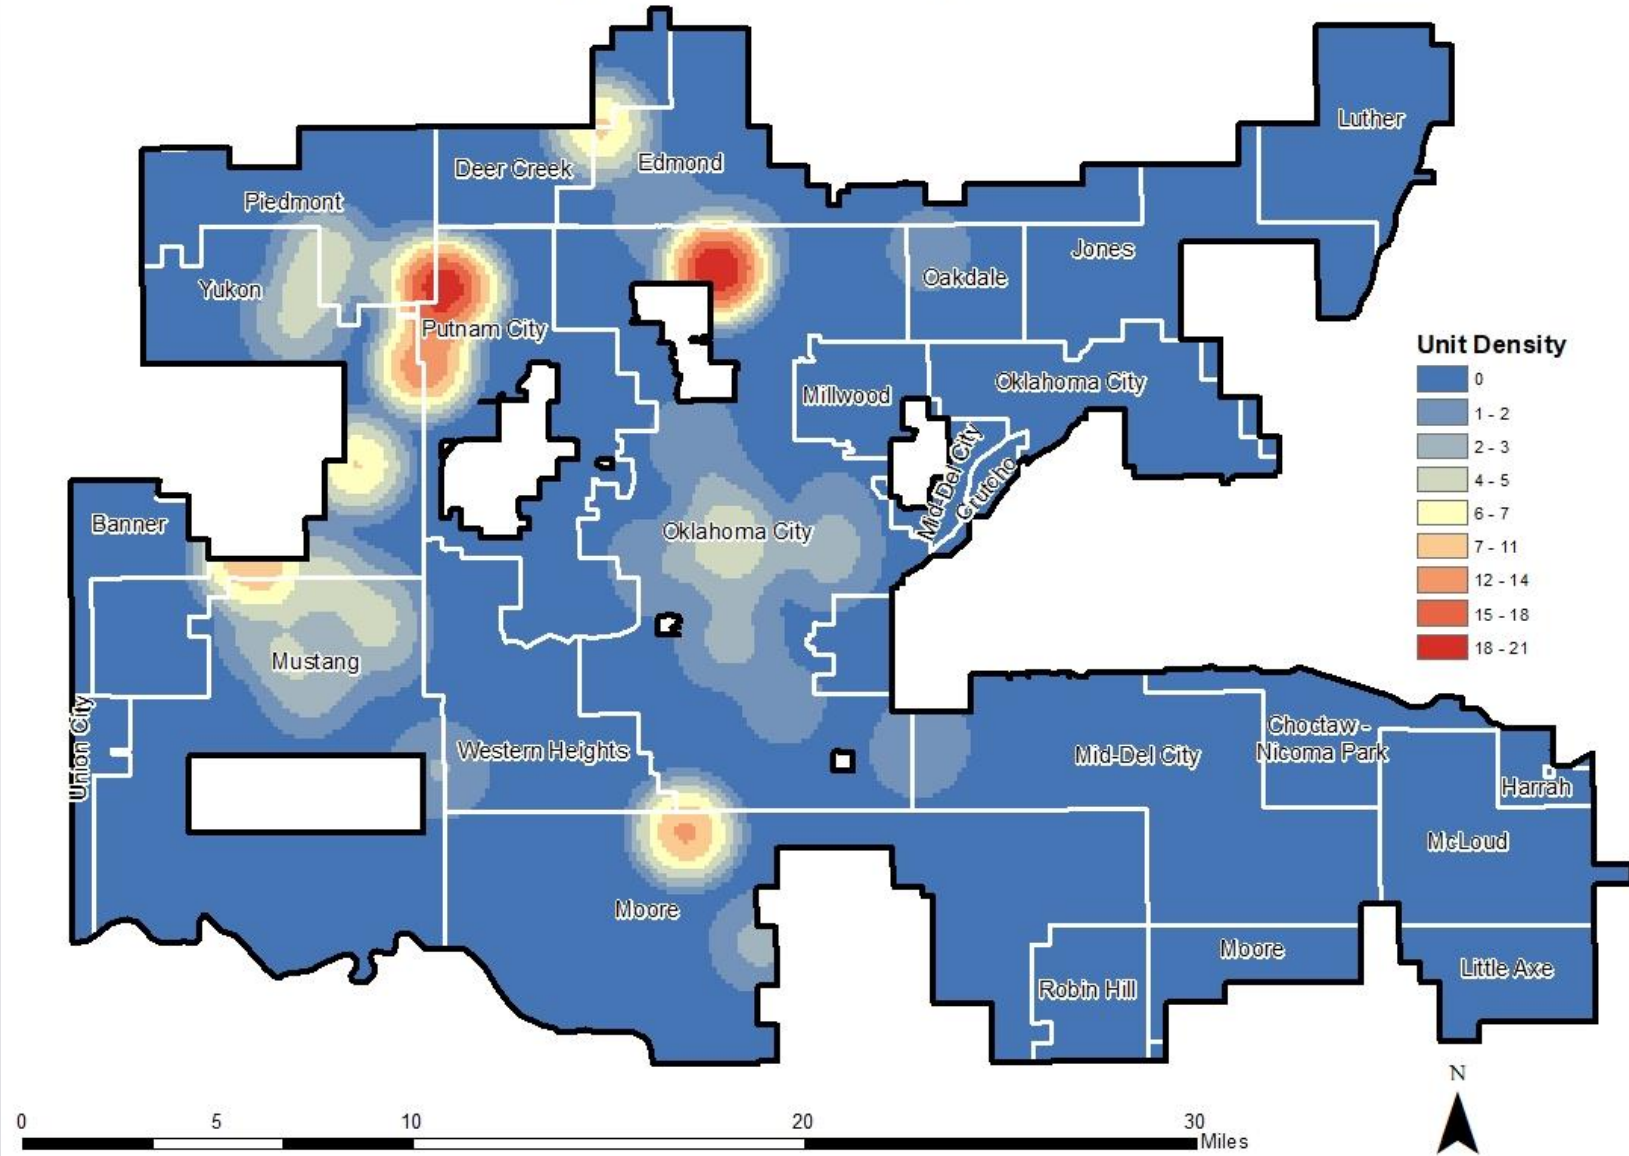 Luther
Edmond
Deer Creek
Piedmont
Jones
Oakdale
Yukon
Putnam City
Millwood
Oklahoma City
Mid-Del City
Crutcho
Banner
Oklahoma City
Mustang
Union City
Western Heights
Mid-Del City
Choctaw -
Nicoma Park
Harrah
McLoud
Moore
Moore
Robin Hill
Little Axe
Unit Density
0
1 - 2
2 - 3
4 - 5
6 - 7
7 - 11
12 - 14
15 - 18
18 - 21
N
0 5 10 20 30
Miles